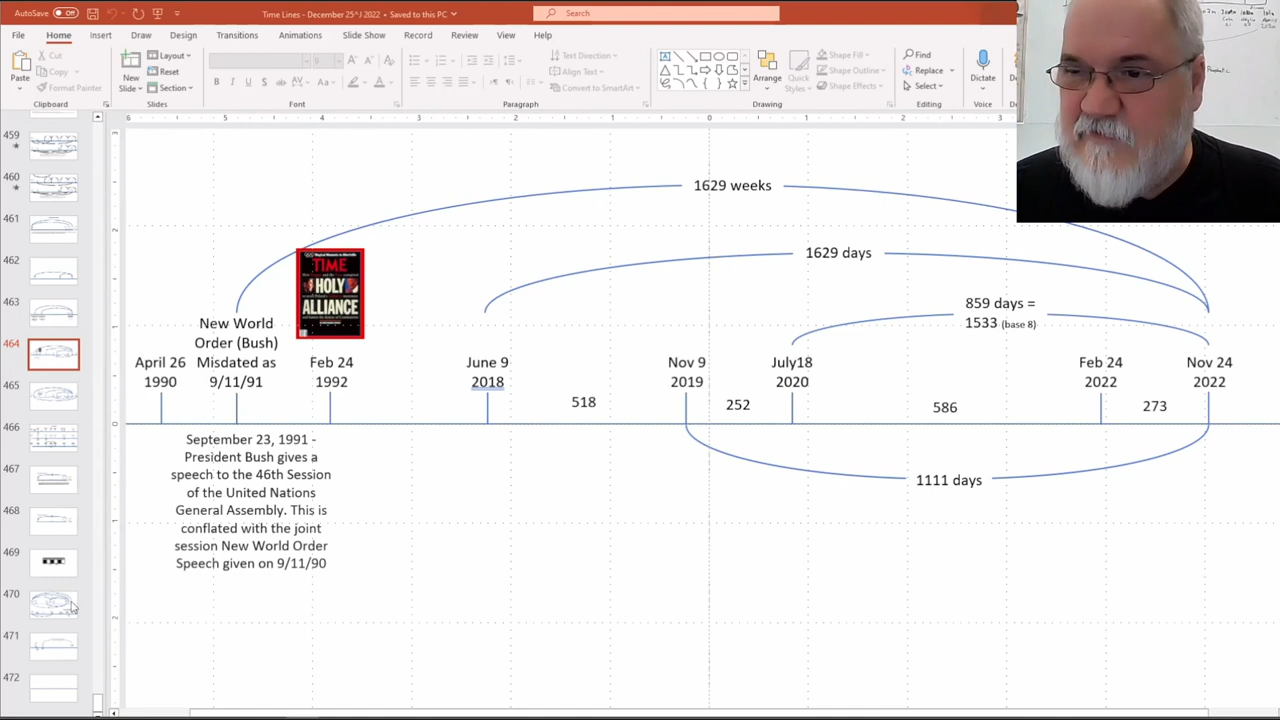 AutoSave Off
Time Lines - December 25^J 2022 • Saved to this PC
Search
File Home Insert Draw Design Transitions Animations Slide Show Record Review View Help
Paste
Cut
Copy
Format Painter
Clipboard
New
Slide
Layout
Reset
Section
Slides
Font
Text Direction
Align Text
Convert to SmartArt
Paragraph
Arrange
Quick
Styles
Shape Fill
Shape Outline
Shape Effects
Drawing
Find
Replace
Select
Editing
Dictate
Voice
459
460
461
462
463
464
465
466
467
468
469
470
471
472
1629 weeks
1629 days
859 days =
1533 (base 8)
TIME
HOLY
ALLIANCE
New World
Order (Bush)
Misdated as
9/11/91
April 26
1990
Feb 24
1992
June 9
2018
Nov 9
2019
July18
2020
Feb 24
2022
Nov 24
2022
518
252
586
273
1111 days
September 23, 1991 -
President Bush gives a
speech to the 46th Session
of the United Nations
General Assembly. This is
conflated with the joint
session New World Order
Speech given on 9/11/90